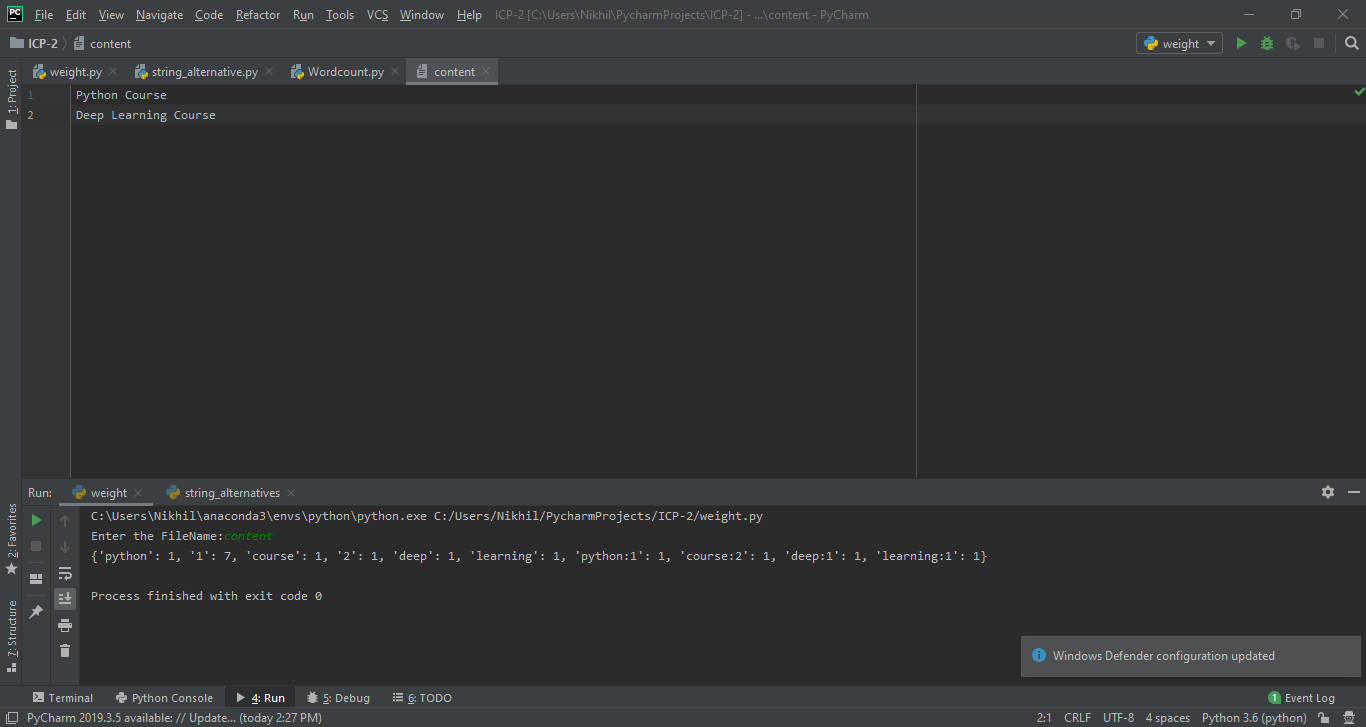 PC File Edit View Navigate Code Refactor Run Tools VCS Window Help ICP-2 [C:\Users\Nikhil\PycharmProjects\ICP-2] - ...\content - PyCharm
ICP-2 content weight
weight.py string_alternative.py Wordcount.py content
1: Project
1 Python Course
2 Deep Learning Course
2: Favorites
7: Structure
Run: weight string_alternatives
C:\Users\Nikhil\anaconda3\envs\python\python.exe C:/Users/Nikhil/PycharmProjects/ICP-2/weight.py
Enter the FileName:content
{'python': 1, '1': 7, 'course': 1, '2': 1, 'deep': 1, 'learning': 1, 'python:1': 1, 'course:2': 1, 'deep:1': 1, 'learning:1': 1}
Process finished with exit code 0
Windows Defender configuration updated
Terminal Python Console 4: Run 5: Debug 6: TODO 1 Event Log
PyCharm 2019.3.5 available: // Update... (today 2:27 PM) 2:1 CRLF UTF-8 4 spaces Python 3.6 (python)